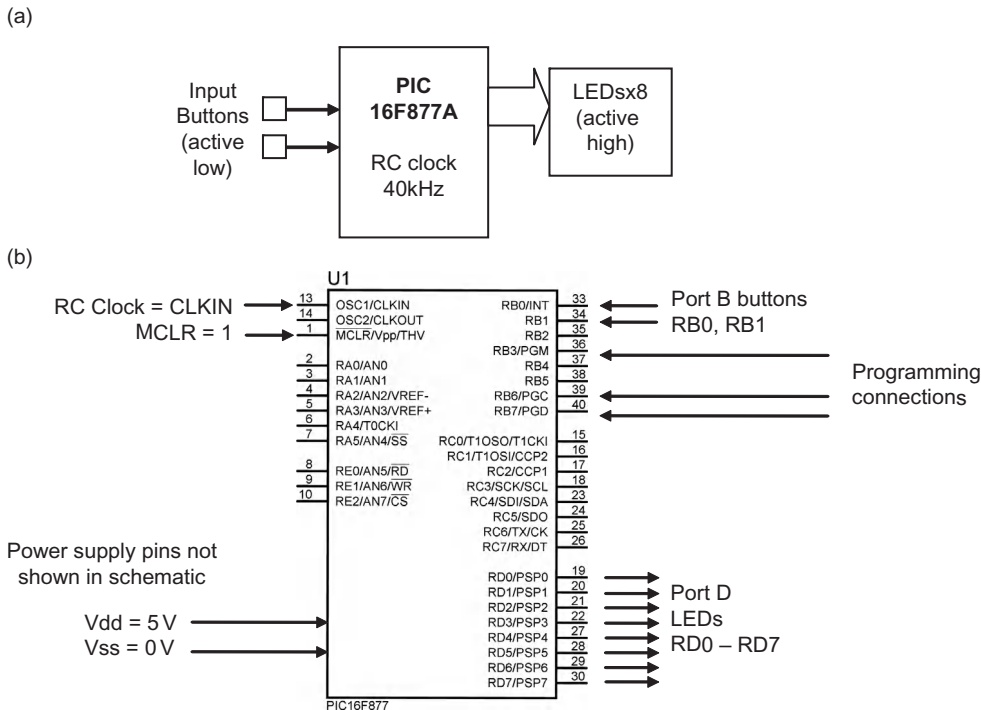 (a)
Input
Buttons
(active
low)
PIC
16F877A
RC clock
40kHz
LEDsx8
(active
high)
(b)
U1
RC Clock = CLKIN
MCLR = 1
13 OSC1/CLKIN
14 OSC2/CLKOUT
1 MCLR/Vpp/THV
2 RA0/AN0
3 RA1/AN1
4 RA2/AN2/VREF-
5 RA3/AN3/VREF+
6 RA4/T0CKI
7 RA5/AN4/SS
8 RE0/AN5/RD
9 RE1/AN6/WR
10 RE2/AN7/CS
RB0/INT 33
RB1 34
RB2 35
RB3/PGM 36
RB4 37
RB5 38
RB6/PGC 39
RB7/PGD 40
RC0/T1OSO/T1CKI 15
RC1/T1OSI/CCP2 16
RC2/CCP1 17
RC3/SCK/SCL 18
RC4/SDI/SDA 23
RC5/SDO 24
RC6/TX/CK 25
RC7/RX/DT 26
RD0/PSP0 19
RD1/PSP1 20
RD2/PSP2 21
RD3/PSP3 22
RD4/PSP4 27
RD5/PSP5 28
RD6/PSP6 29
RD7/PSP7 30
Port B buttons
RB0, RB1
Programming
connections
Power supply pins not
shown in schematic
Vdd = 5 V
Vss = 0 V
Port D
LEDs
RD0 – RD7
PIC16F877